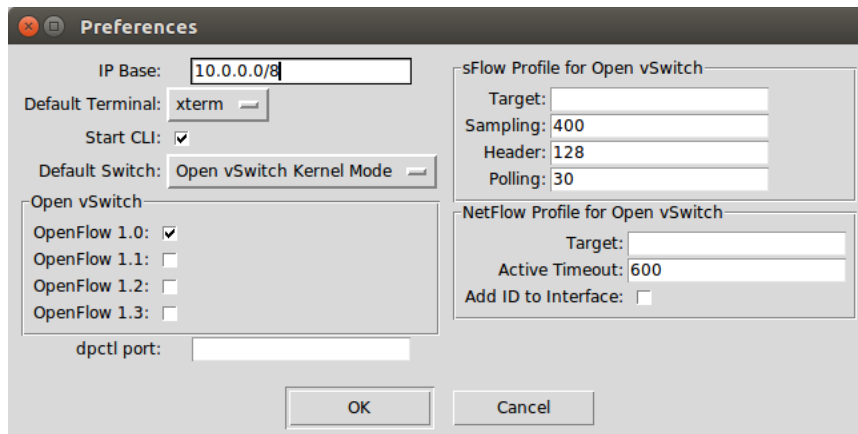 Preferences
IP Base: 10.0.0.0/8
Default Terminal: xterm
Start CLI:
Default Switch: Open vSwitch Kernel Mode
Open vSwitch
OpenFlow 1.0:
OpenFlow 1.1:
OpenFlow 1.2:
OpenFlow 1.3:
dpctl port:
sFlow Profile for Open vSwitch
Target:
Sampling: 400
Header: 128
Polling: 30
NetFlow Profile for Open vSwitch
Target:
Active Timeout: 600
Add ID to Interface:
OK
Cancel